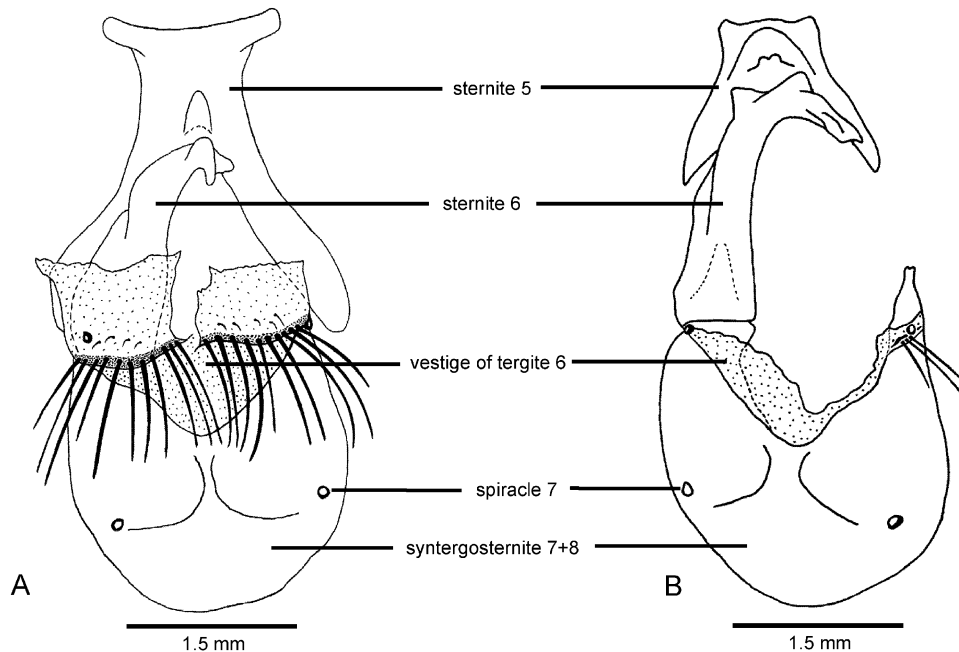 sternite 5
sternite 6
vestige of tergite 6
spiracle 7
syntergosternite 7+8
A
B
1.5 mm
1.5 mm